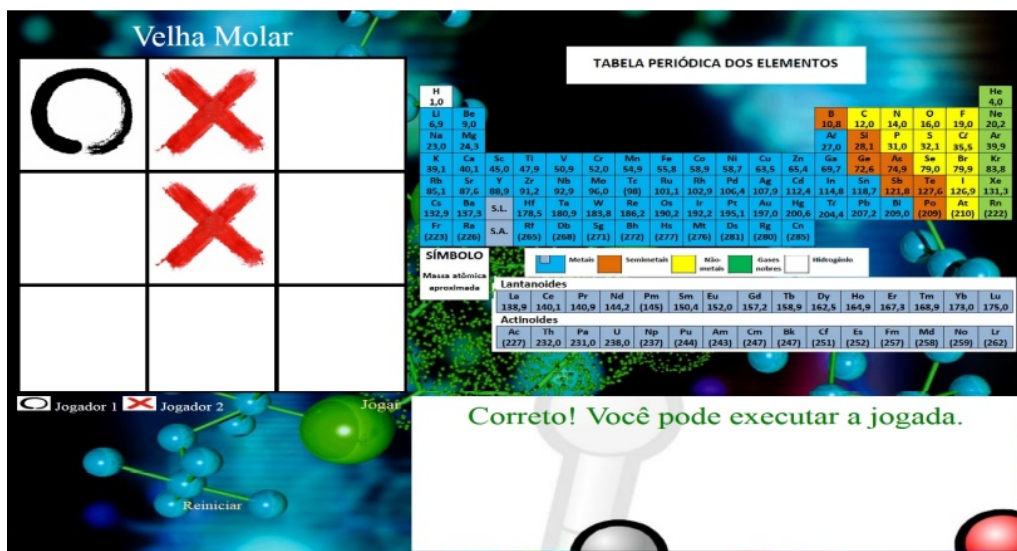 Velha Molar
TABELA PERIÓDICA DOS ELEMENTOS
H He
1,0 4,0
Li Be B C N O F Ne
6,9 9,0 10,8 12,0 14,0 16,0 19,0 20,2
Na Mg Aℓ Si P S Cℓ Ar
23,0 24,3 27,0 28,1 31,0 32,1 35,5 39,9
K Ca Sc Ti V Cr Mn Fe Co Ni Cu Zn Ga Ge As Se Br Kr
39,1 40,1 45,0 47,9 50,9 52,0 54,9 55,8 58,9 58,7 63,5 65,4 69,7 72,6 74,9 79,0 79,9 83,8
Rb Sr Y Zr Nb Mo Tc Ru Rh Pd Ag Cd In Sn Sb Te I Xe
85,1 87,6 88,9 91,2 92,9 96,0 (98) 101,1 102,9 106,4 107,9 112,4 114,8 118,7 121,8 127,6 126,9 131,3
Cs Ba S.L. Hf Ta W Re Os Ir Pt Au Hg Tℓ Pb Bi Po At Rn
132,9 137,3 178,5 180,9 183,8 186,2 190,2 192,2 195,1 197,0 200,6 204,4 207,2 209,0 (209) (210) (222)
Fr Ra S.A. Rf Db Sg Bh Hs Mt Ds Rg Cn
(223) (226) (265) (268) (271) (272) (277) (276) (281) (280) (285)
SÍMBOLO
Massa atômica
aproximada
Metais Semimetais Não-metais Gases nobres Hidrogênio
Lantanoides
La Ce Pr Nd Pm Sm Eu Gd Tb Dy Ho Er Tm Yb Lu
138,9 140,1 140,9 144,2 (145) 150,4 152,0 157,2 158,9 162,5 164,9 167,3 168,9 173,0 175,0
Actinoides
Ac Th Pa U Np Pu Am Cm Bk Cf Es Fm Md No Lr
(227) 232,0 231,0 238,0 (237) (244) (243) (247) (247) (251) (252) (257) (258) (259) (262)
Jogador 1 Jogador 2 Jogar
Reiniciar
Correto! Você pode executar a jogada.